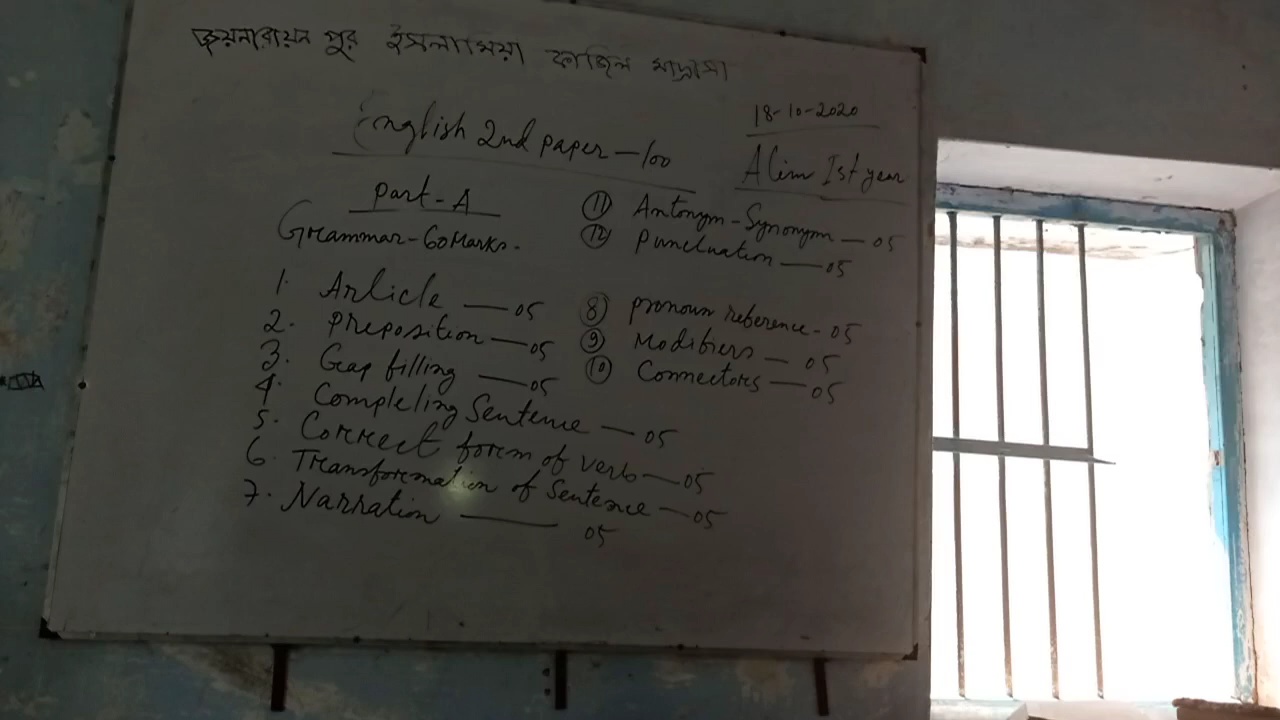 জয়নারায়ন পুর ইসলামিয়া ফাজিল মাদ্রাসা
18-10-2020
English 2nd paper — 100
Alim Ist year
part - A
Grammar - 60 Marks.
1. Article — 05
2. Preposition — 05
3. Gap filling — 05
4. Completing Sentence — 05
5. Correct form of verb — 05
6. Transformation of Sentence — 05
7. Narration — 05
⑧ pronoun reference - 05
⑨ Modifiers — 05
⑩ Connectors — 05
⑪ Antonym - Synonym — 05
⑫ Punctuation — 05